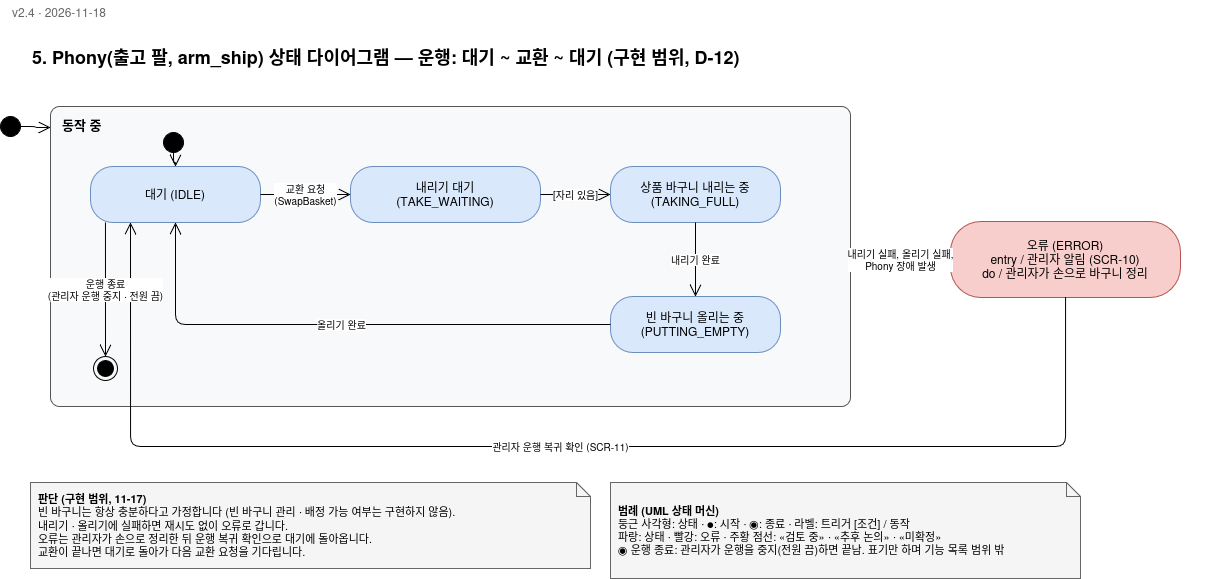 v2.4 · 2026-11-18
5. Phony(출고 팔, arm_ship) 상태 다이어그램 — 운행: 대기 ~ 교환 ~ 대기 (구현 범위, D-12)
동작 중
대기 (IDLE)
교환 요청
(SwapBasket)
내리기 대기
(TAKE_WAITING)
[자리 있음]
상품 바구니 내리는 중
(TAKING_FULL)
내리기 완료
빈 바구니 올리는 중
(PUTTING_EMPTY)
올리기 완료
운행 종료
(관리자 운행 중지 · 전원 끔)
내리기 실패, 올리기 실패,
Phony 장애 발생
오류 (ERROR)
entry / 관리자 알림 (SCR-10)
do / 관리자가 손으로 바구니 정리
관리자 운행 복귀 확인 (SCR-11)
판단 (구현 범위, 11-17)
빈 바구니는 항상 충분하다고 가정합니다 (빈 바구니 관리 · 배정 가능 여부는 구현하지 않음).
내리기 · 올리기에 실패하면 재시도 없이 오류로 갑니다.
오류는 관리자가 손으로 정리한 뒤 운행 복귀 확인으로 대기에 돌아옵니다.
교환이 끝나면 대기로 돌아가 다음 교환 요청을 기다립니다.
범례 (UML 상태 머신)
둥근 사각형: 상태 · ●: 시작 · ◉: 종료 · 라벨: 트리거 [조건] / 동작
파랑: 상태 · 빨강: 오류 · 주황 점선: «검토 중» · «추후 논의» · «미확정»
◉ 운행 종료: 관리자가 운행을 중지(전원 끔)하면 끝남. 표기만 하며 기능 목록 범위 밖